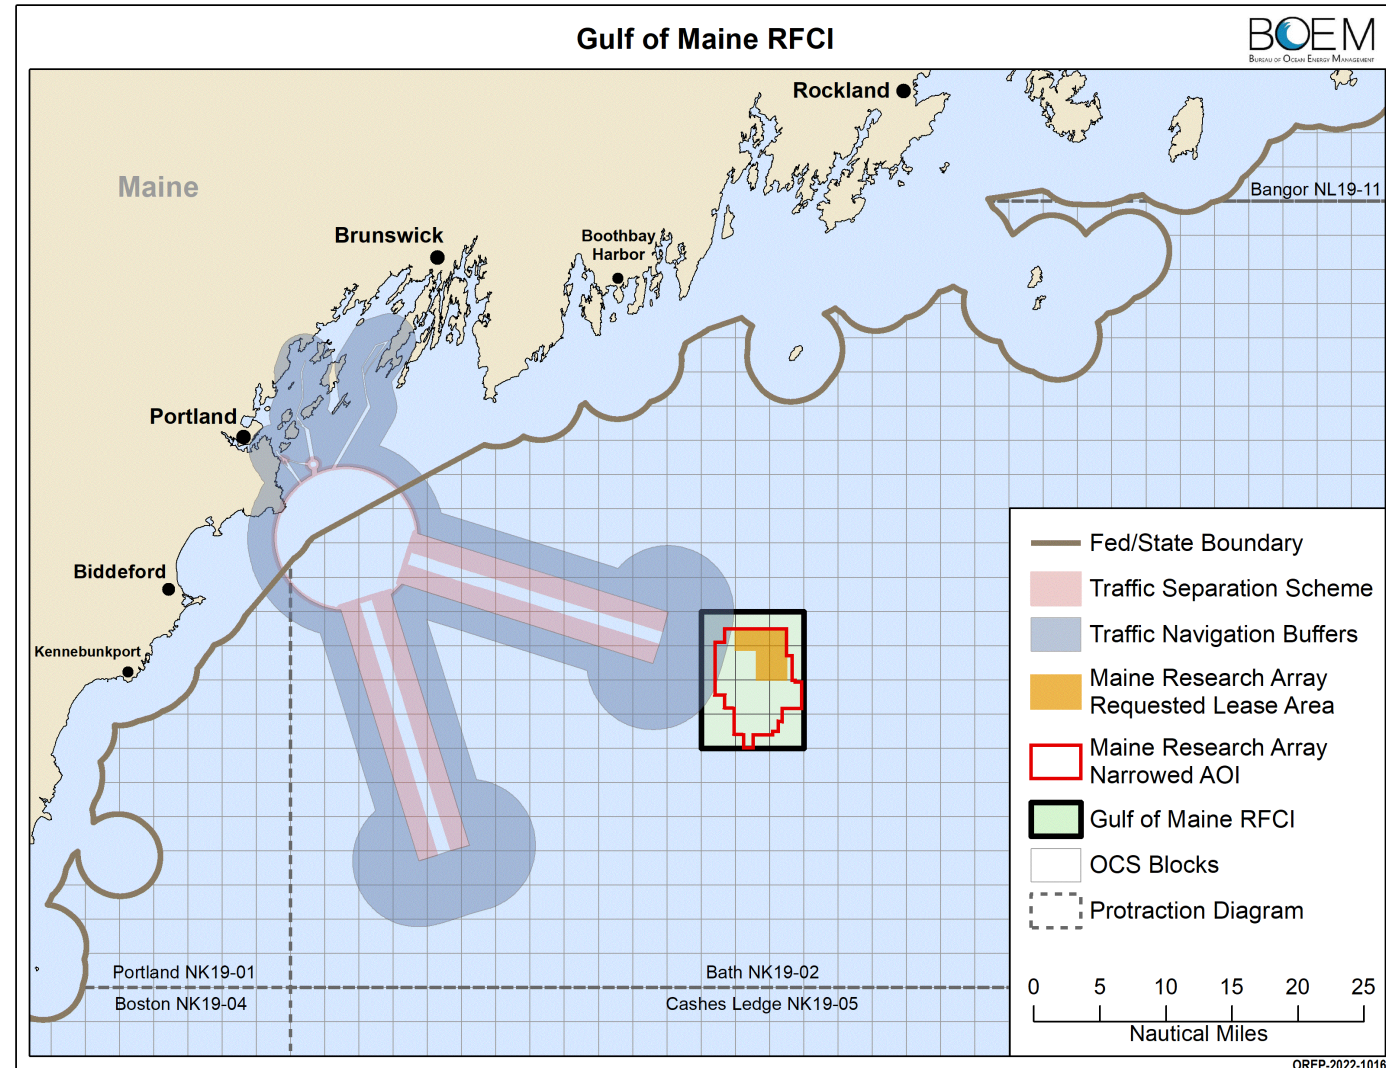 Gulf of Maine RFCI
BOEM
BUREAU OF OCEAN ENERGY MANAGEMENT
Rockland
Maine
Bangor NL19-11
Brunswick
Boothbay
Harbor
Portland
Biddeford
Kennebunkport
Portland NK19-01
Boston NK19-04
Bath NK19-02
Cashes Ledge NK19-05
Fed/State Boundary
Traffic Separation Scheme
Traffic Navigation Buffers
Maine Research Array
Requested Lease Area
Maine Research Array
Narrowed AOI
Gulf of Maine RFCI
OCS Blocks
Protraction Diagram
0 5 10 15 20 25
Nautical Miles
OREP-2022-1016